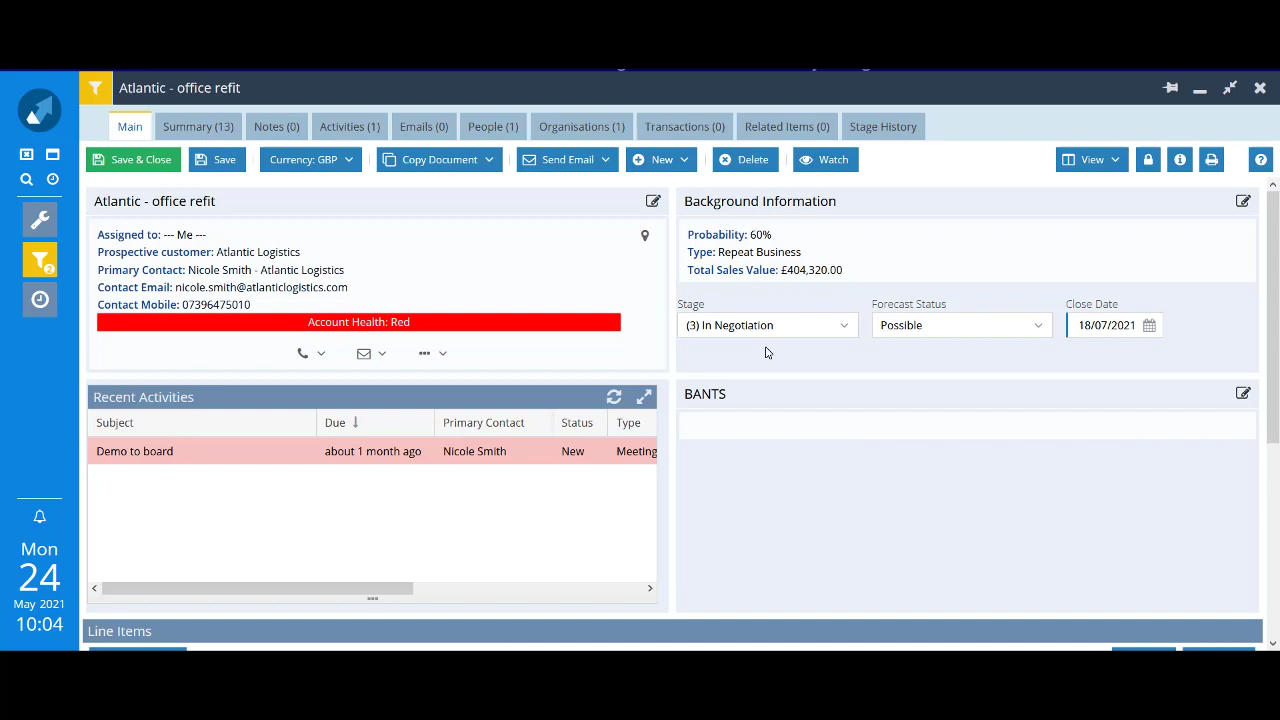 Atlantic - office refit
Main
Summary (13)
Notes (0)
Activities (1)
Emails (0)
People (1)
Organisations (1)
Transactions (0)
Related Items (0)
Stage History
Save & Close
Save
Currency: GBP
Copy Document
Send Email
New
Delete
Watch
View
Atlantic - office refit
Assigned to: --- Me ---
Prospective customer: Atlantic Logistics
Primary Contact: Nicole Smith - Atlantic Logistics
Contact Email: nicole.smith@atlanticlogistics.com
Contact Mobile: 07396475010
Account Health: Red
Background Information
Probability: 60%
Type: Repeat Business
Total Sales Value: £404,320.00
Stage
Forecast Status
Close Date
(3) In Negotiation
Possible
18/07/2021
Recent Activities
Subject
Due
Primary Contact
Status
Type
Demo to board
about 1 month ago
Nicole Smith
New
Meeting
BANTS
Line Items
2
Mon
24
May 2021
10:04